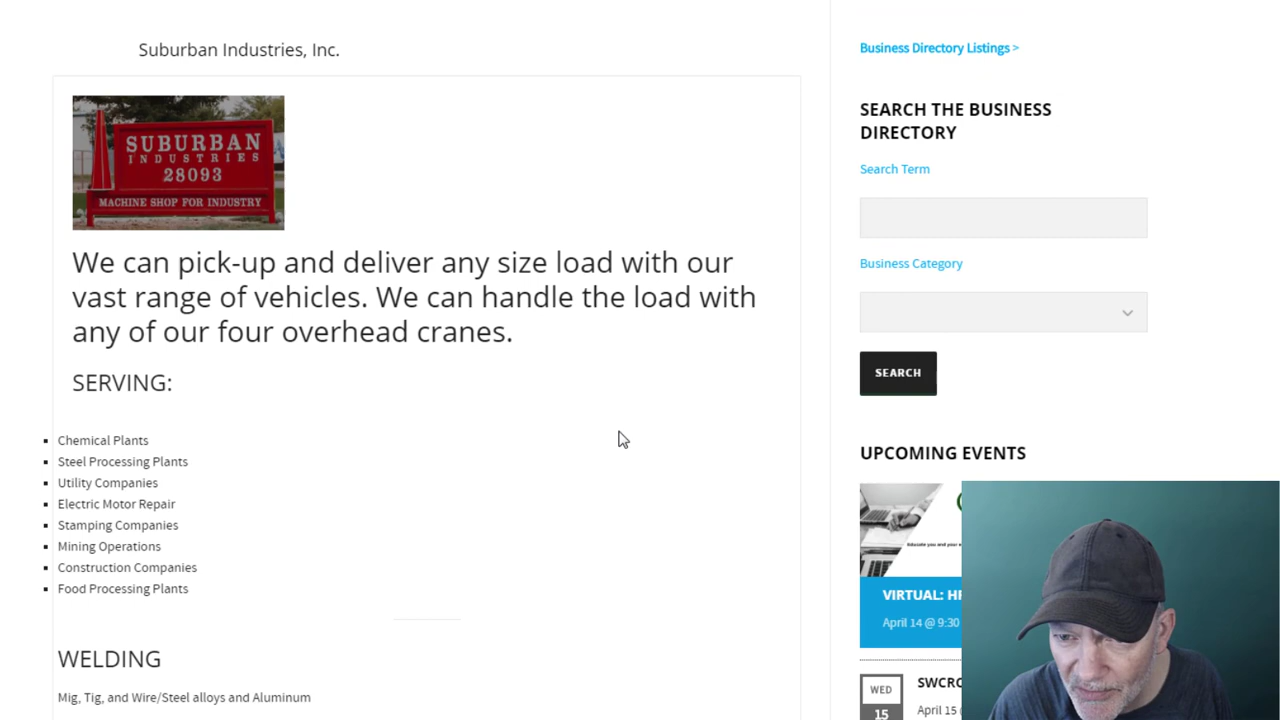 Suburban Industries, Inc.
SUBURBAN
INDUSTRIES
28093
MACHINE SHOP FOR INDUSTRY
We can pick-up and deliver any size load with our
vast range of vehicles. We can handle the load with
any of our four overhead cranes.
SERVING:
Chemical Plants
Steel Processing Plants
Utility Companies
Electric Motor Repair
Stamping Companies
Mining Operations
Construction Companies
Food Processing Plants
WELDING
Mig, Tig, and Wire/Steel alloys and Aluminum
Business Directory Listings >
SEARCH THE BUSINESS
DIRECTORY
Search Term
Business Category
SEARCH
UPCOMING EVENTS
Educate you and your
VIRTUAL:
April 14 @ 9:30
WED
15
April 15